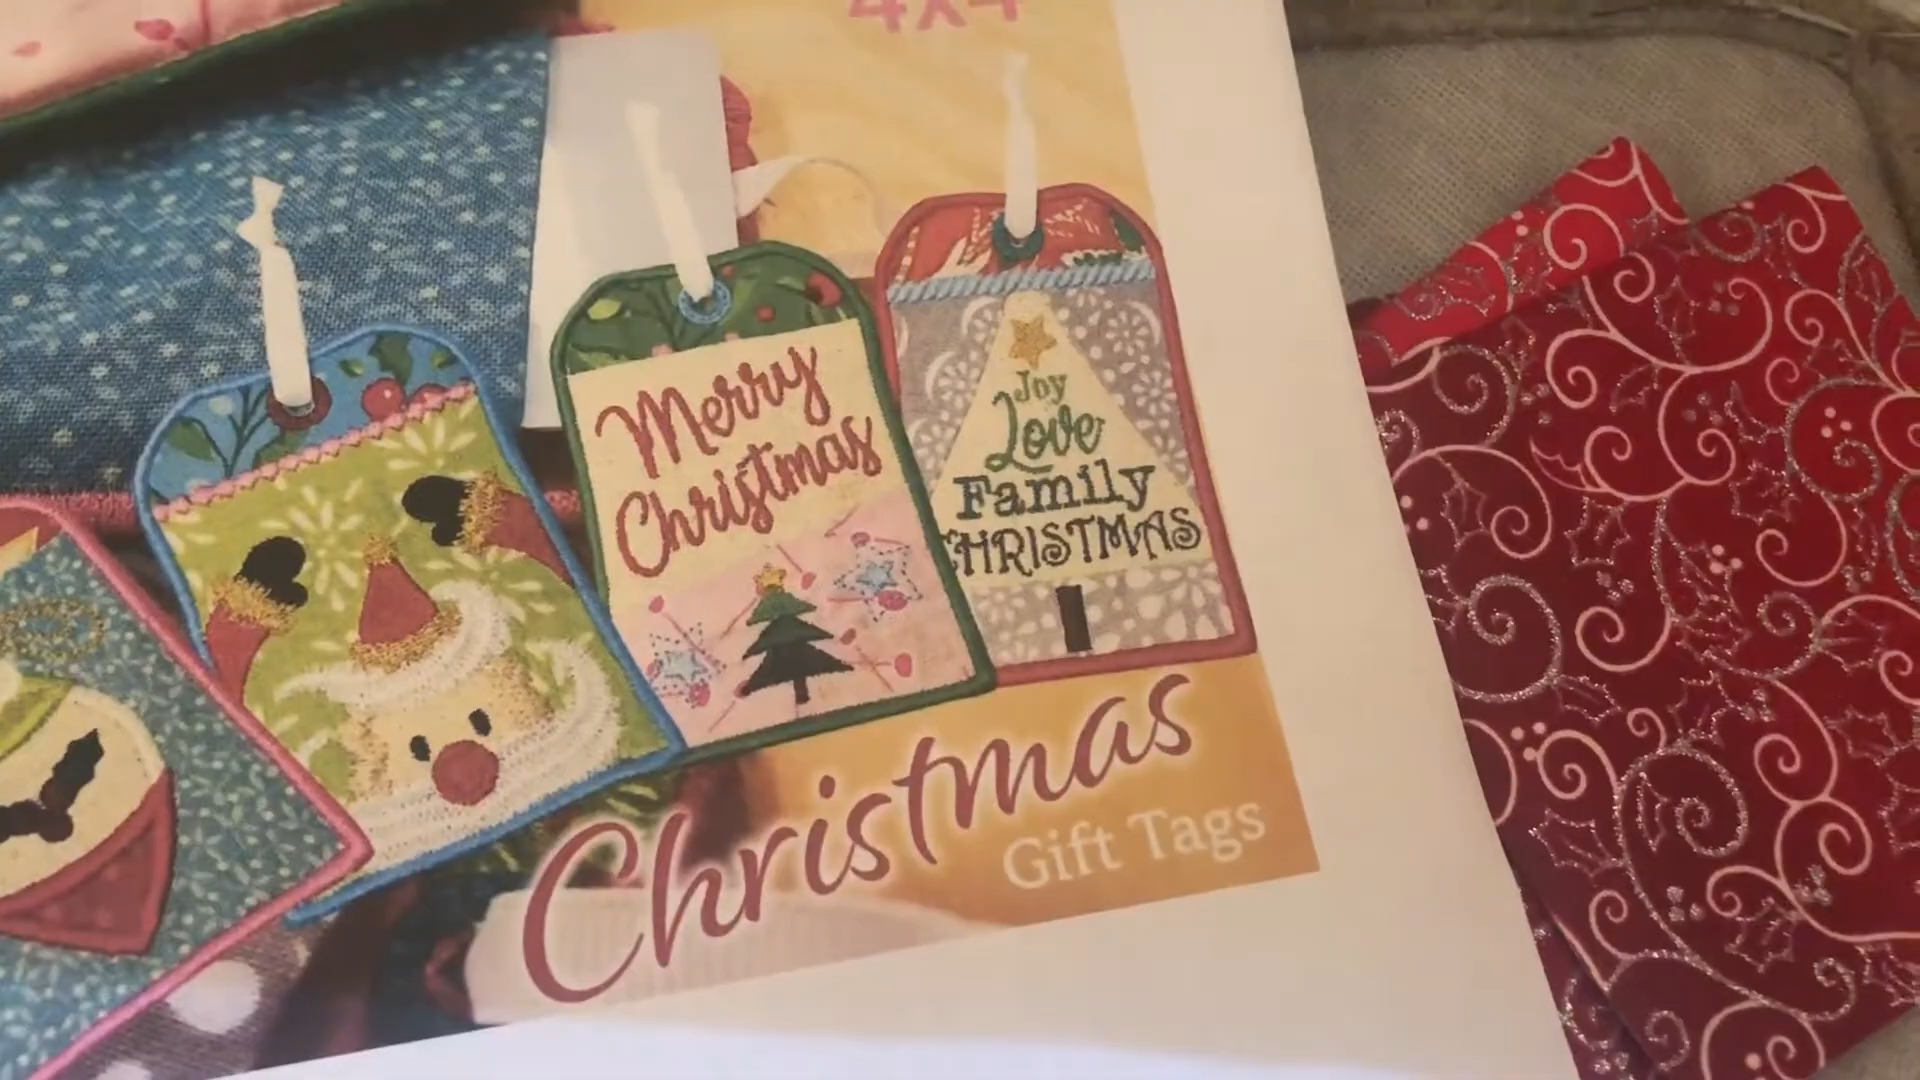 4x4
Merry
Christmas
Joy
Love
Family
CHRISTMAS
Christmas
Gift Tags